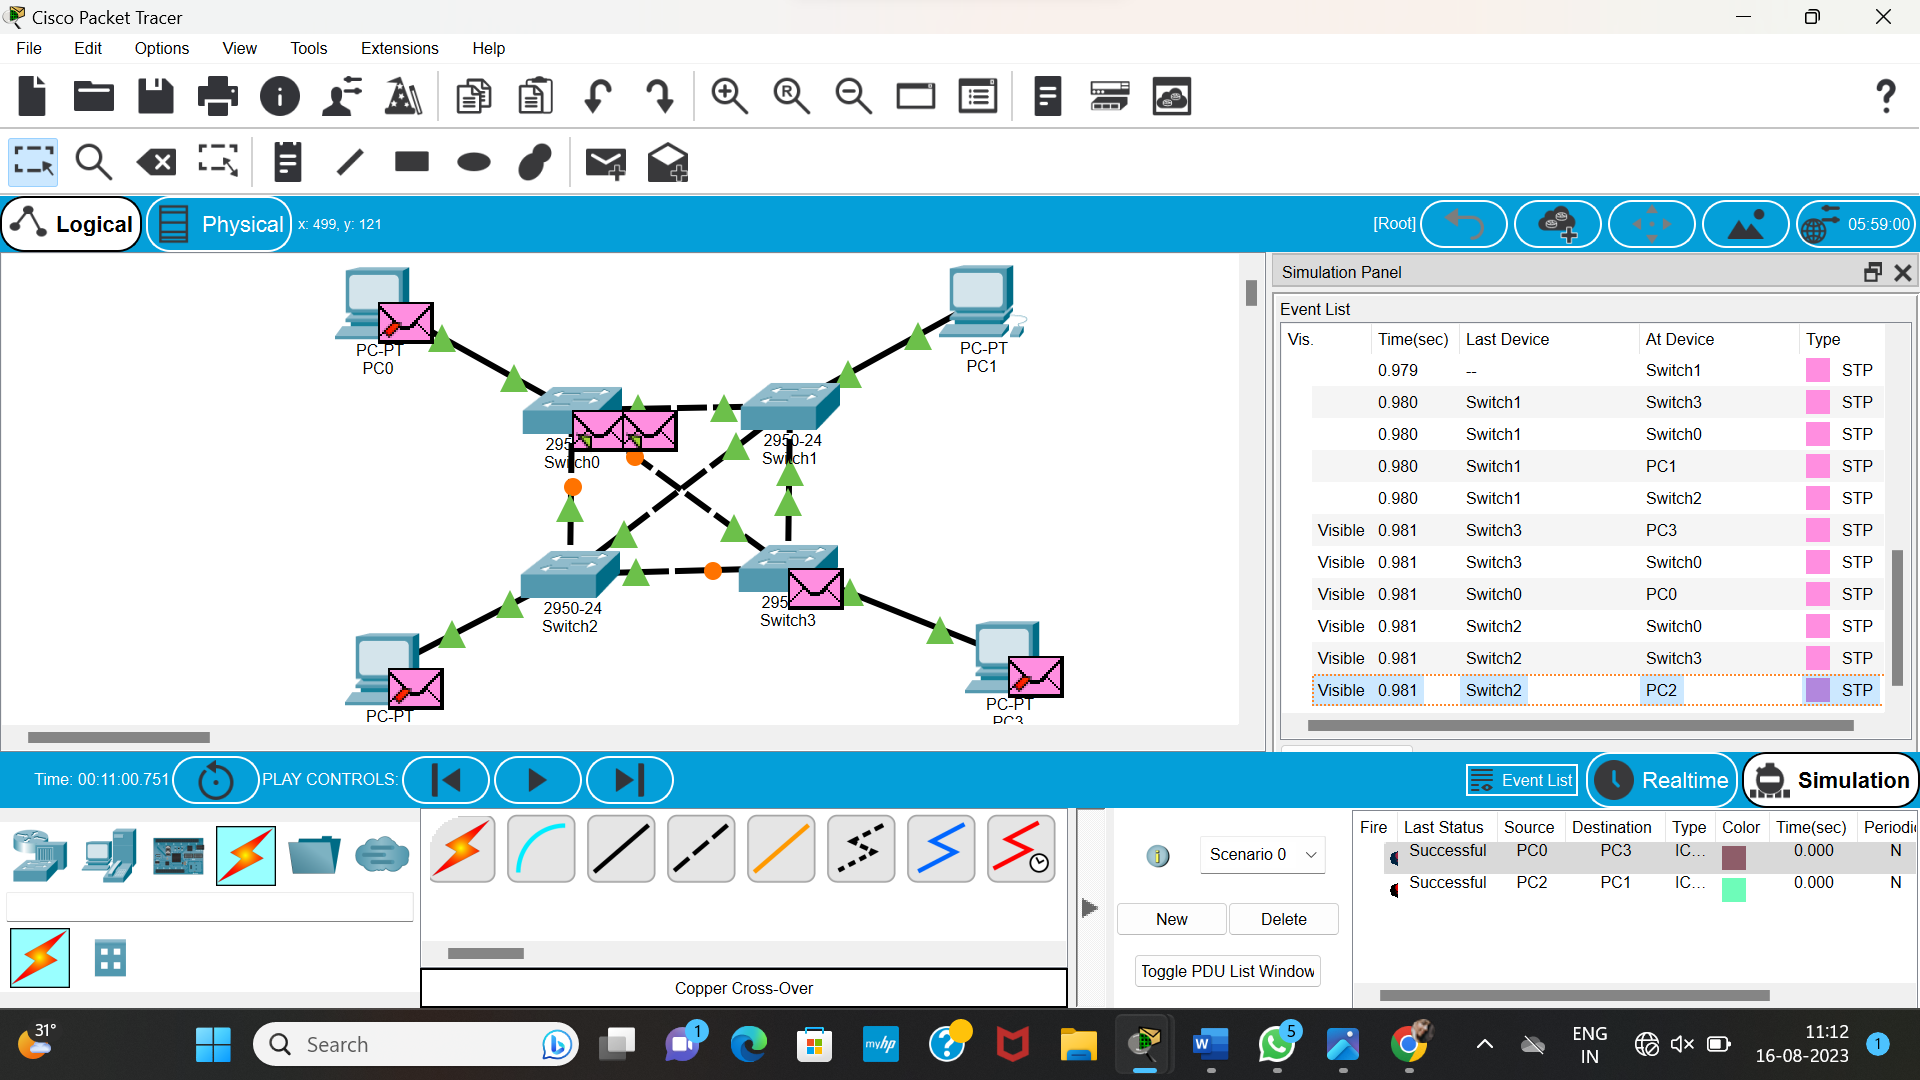 Cisco Packet Tracer
File Edit Options View Tools Extensions Help
Logical Physical x: 499, y: 121 [Root] 05:59:00
PC-PT
PC0
PC-PT
PC1
295
Switch0
2950-24
Switch1
2950-24
Switch2
295
Switch3
PC-PT
PC-PT
PC3
Simulation Panel
Event List
Vis. Time(sec) Last Device At Device Type
0.979 -- Switch1 STP
0.980 Switch1 Switch3 STP
0.980 Switch1 Switch0 STP
0.980 Switch1 PC1 STP
0.980 Switch1 Switch2 STP
Visible 0.981 Switch3 PC3 STP
Visible 0.981 Switch3 Switch0 STP
Visible 0.981 Switch0 PC0 STP
Visible 0.981 Switch2 Switch0 STP
Visible 0.981 Switch2 Switch3 STP
Visible 0.981 Switch2 PC2 STP
Time: 00:11:00.751 PLAY CONTROLS: Event List Realtime Simulation
Copper Cross-Over
Scenario 0
New Delete
Toggle PDU List Window
Fire Last Status Source Destination Type Color Time(sec) Periodi
Successful PC0 PC3 IC... 0.000 N
Successful PC2 PC1 IC... 0.000 N
31°
Search
1
myhp
5
ENG
IN
11:12
16-08-2023
1